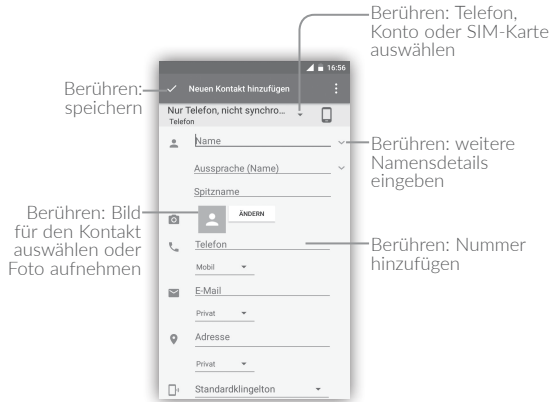 Berühren: Telefon,
Konto oder SIM-Karte
auswählen
16:56
Berühren:
speichern
Neuen Kontakt hinzufügen
Nur Telefon, nicht synchro...
Telefon
Name
Berühren: weitere
Namensdetails
eingeben
Aussprache (Name)
Spitzname
Berühren: Bild
für den Kontakt
auswählen oder
Foto aufnehmen
ÄNDERN
Telefon
Berühren: Nummer
hinzufügen
Mobil
E-Mail
Privat
Adresse
Privat
Standardklingelton